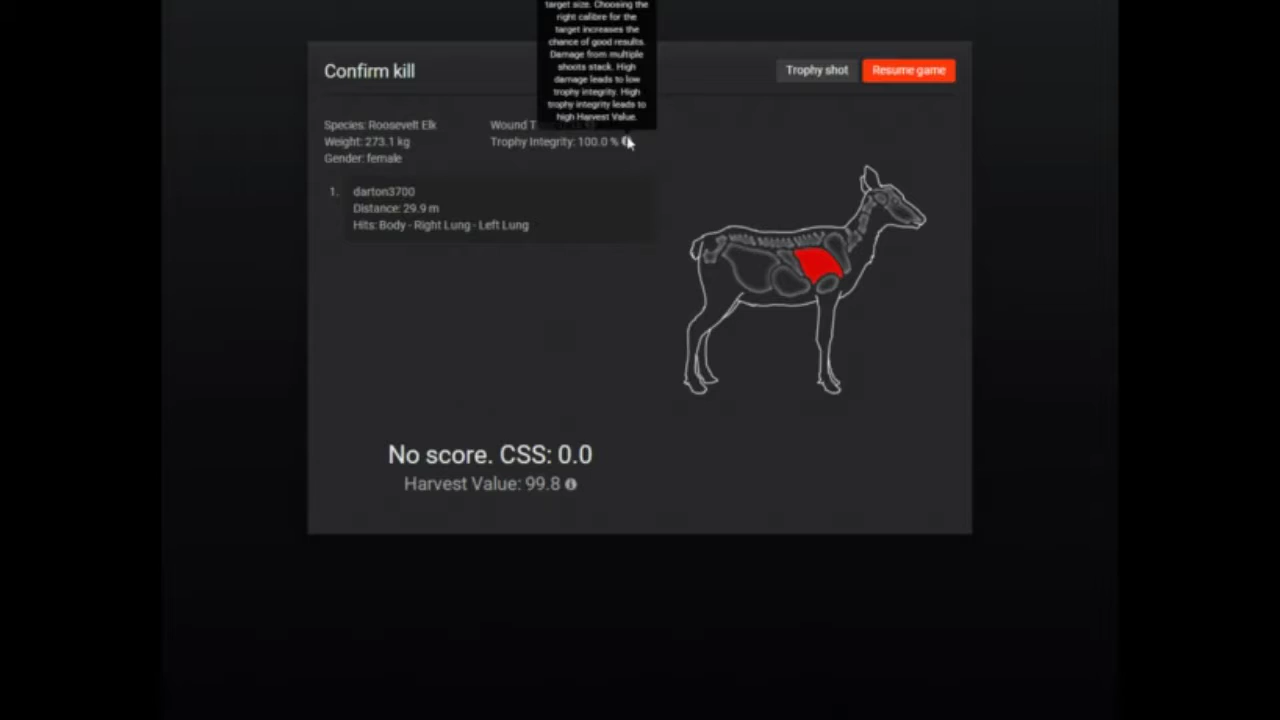 target size. Choosing the
right calibre for the
target increases the
chance of good results.
Damage from multiple
shoots stack. High
damage leads to low
trophy integrity. High
trophy integrity leads to
high Harvest Value.
Confirm kill
Trophy shot
Resume game
Species: Roosevelt Elk
Weight: 273.1 kg
Gender: female
Wound T
Trophy Integrity: 100.0 %
1. darton3700
Distance: 29.9 m
Hits: Body - Right Lung - Left Lung
No score. CSS: 0.0
Harvest Value: 99.8